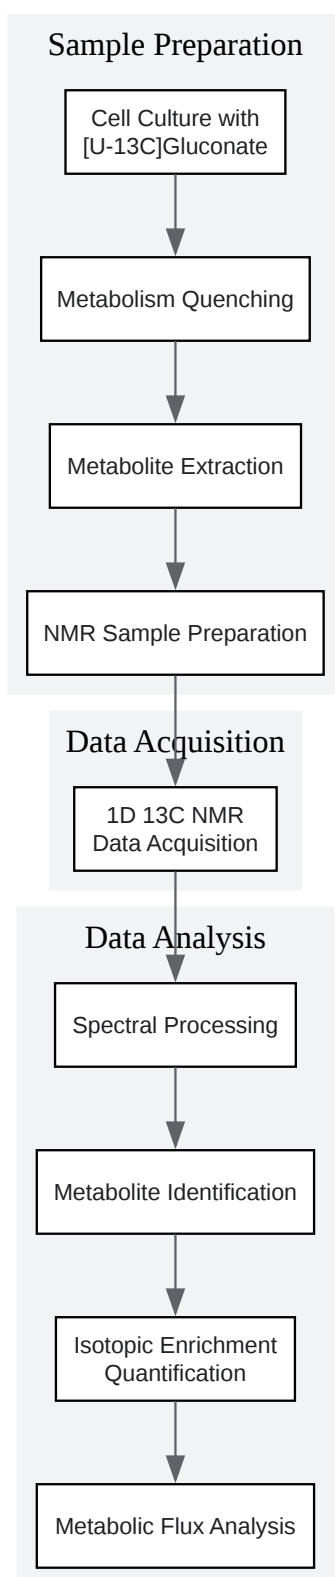 Sample Preparation
Cell Culture with
[U-13C]Gluconate
Metabolism Quenching
Metabolite Extraction
NMR Sample Preparation
Data Acquisition
1D 13C NMR
Data Acquisition
Data Analysis
Spectral Processing
Metabolite Identification
Isotopic Enrichment
Quantification
Metabolic Flux Analysis